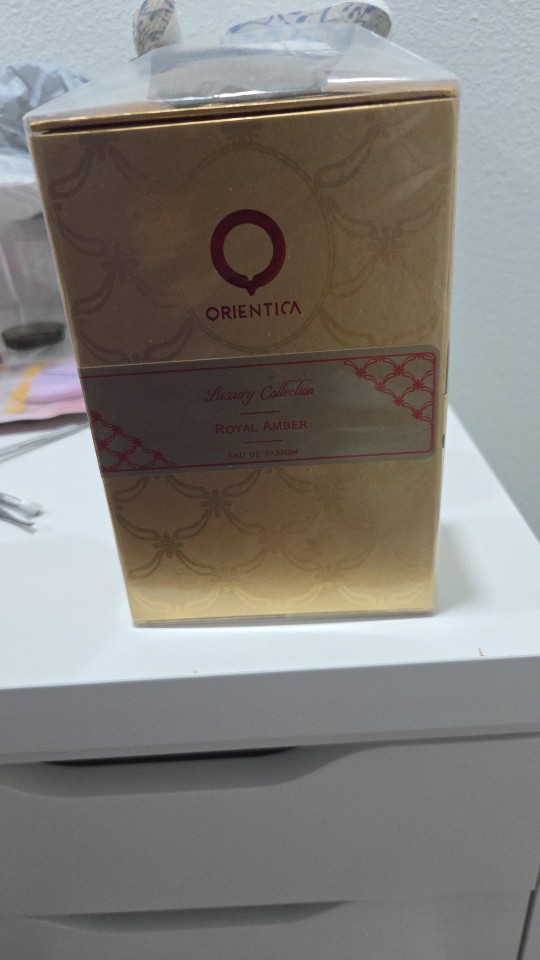 ORIENTICA
Luxury Collection
ROYAL AMBER
EAU DE PARFUM